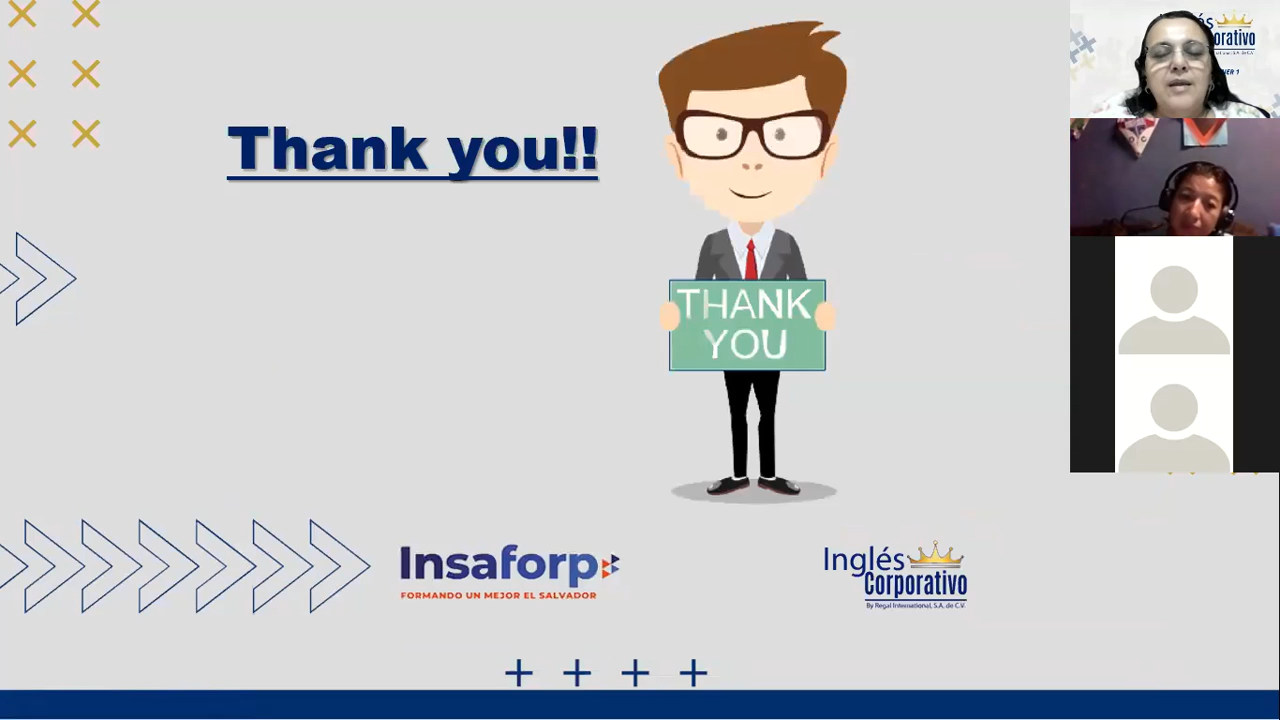 Thank you!!
THANK
YOU
Insaforp
FORMANDO UN MEJOR EL SALVADOR
Inglés
Corporativo
By Regal International, S.A. de C.V.